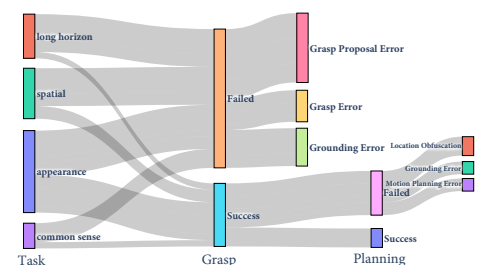 long horizon
spatial
appearance
common sense
Task
Failed
Success
Grasp
Grasp Proposal Error
Grasp Error
Grounding Error
Failed
Success
Planning
Location Obfuscation
Grounding Error
Motion Planning Error